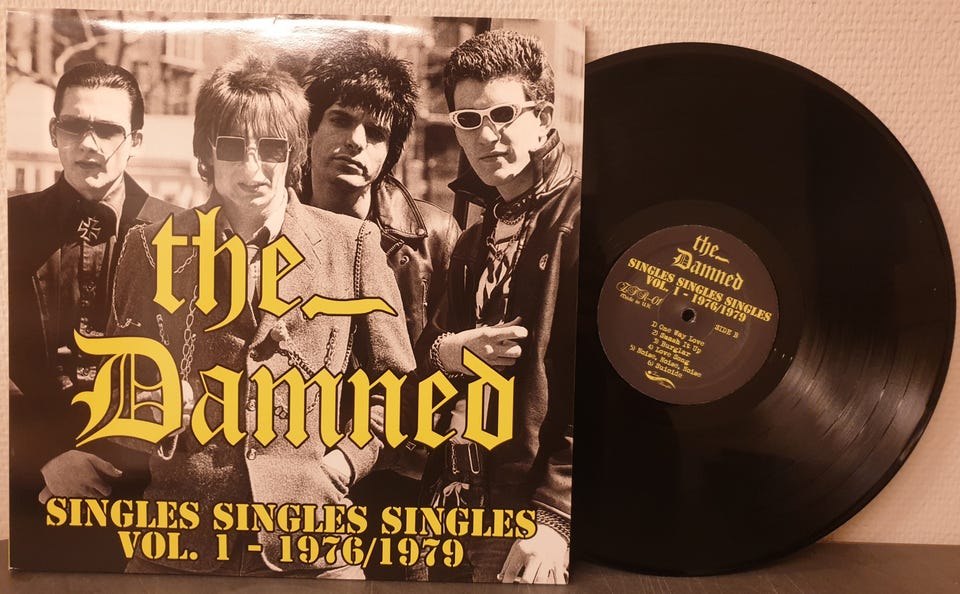 the
Damned
SINGLES SINGLES SINGLES
VOL. 1 - 1976/1979
the
Damned
SINGLES SINGLES SINGLES
VOL. 1 - 1976/1979
Made in U.K.
SIDE B
1) One Way Love
2) Smash It Up
3) Burglar
4) Love Song
5) Noise, Noise, Noise
6) Suicide